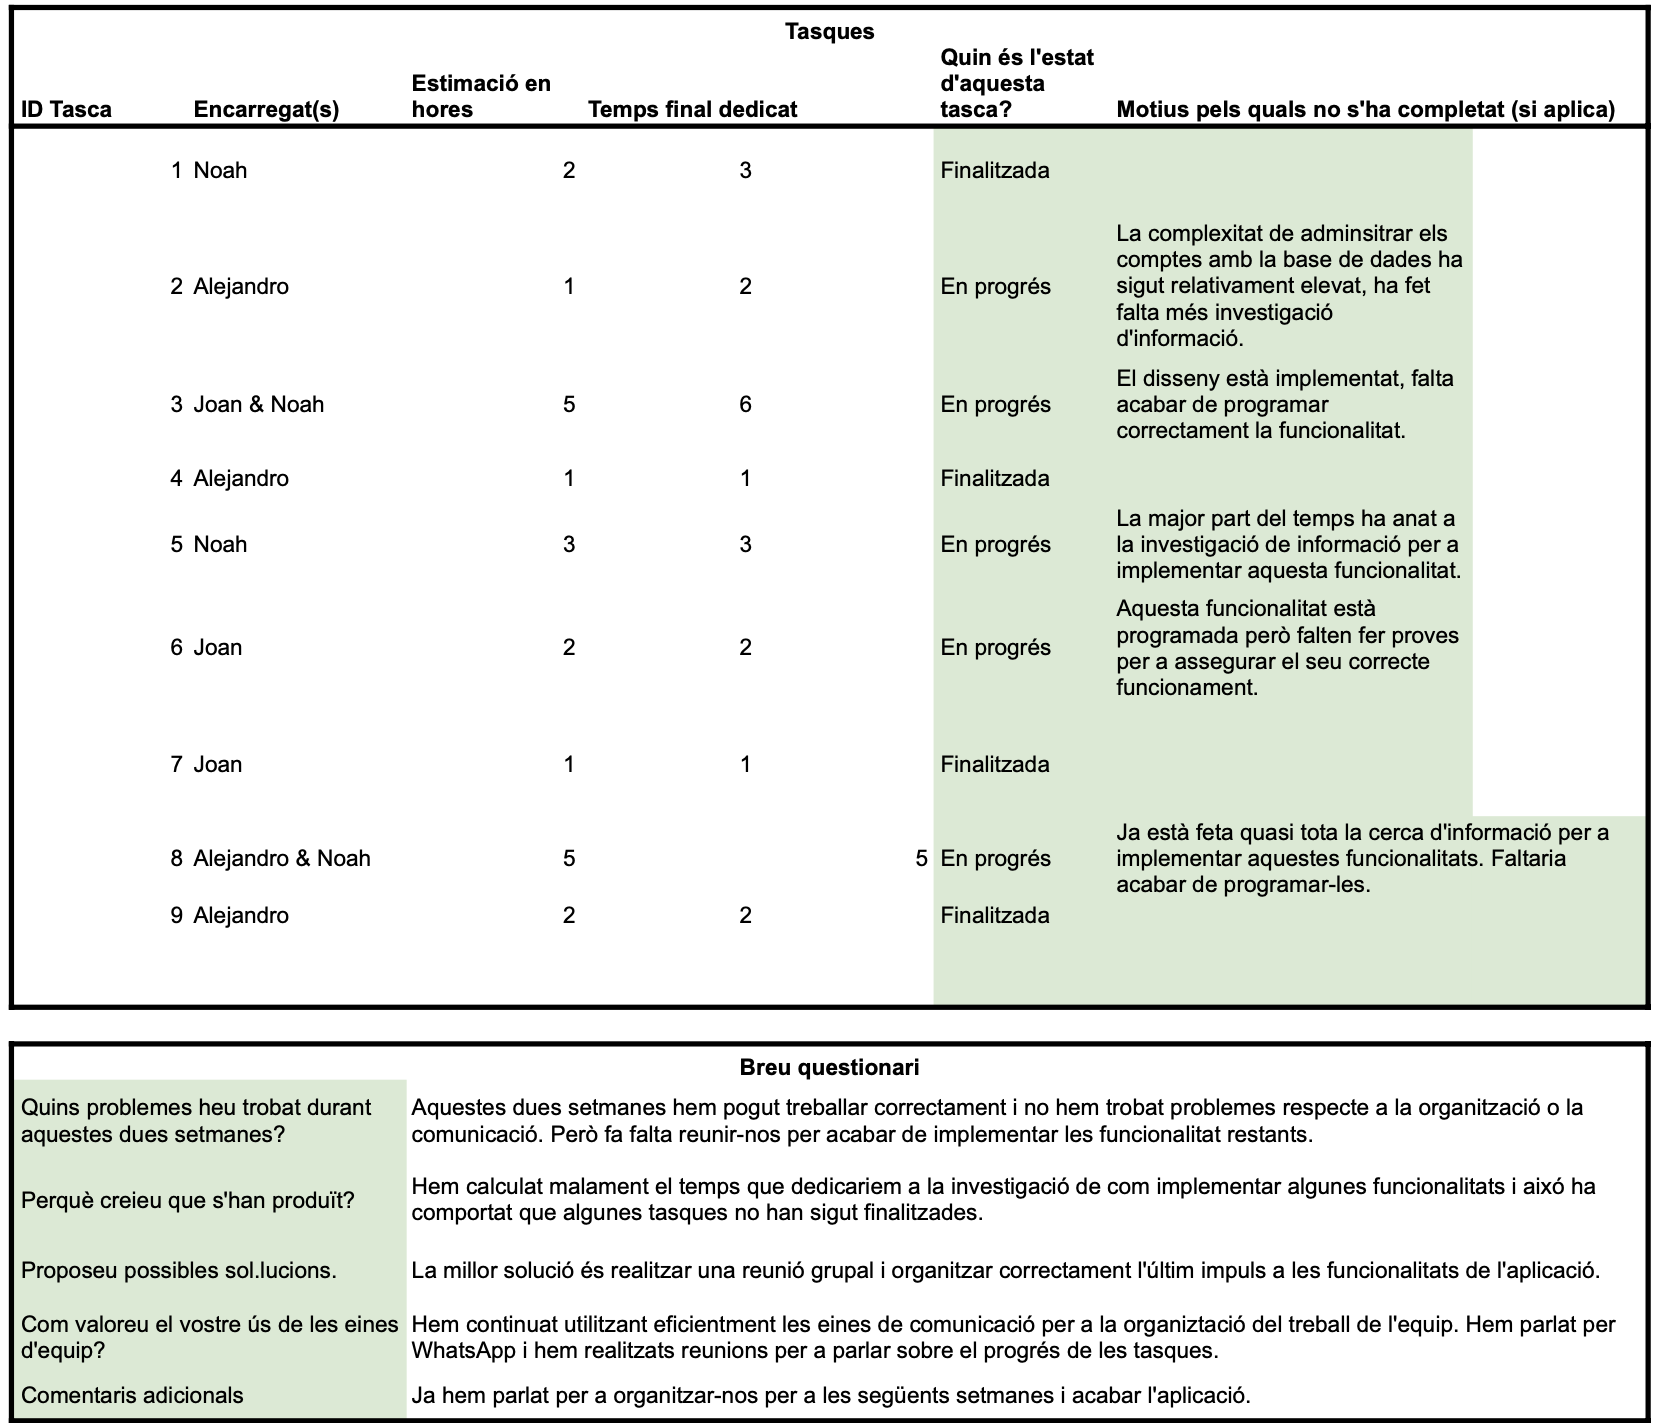 Tasques
ID Tasca Encarregat(s) Estimació en hores Temps final dedicat Quin és l'estat d'aquesta tasca? Motius pels quals no s'ha completat (si aplica)
1 Noah 2 3 Finalitzada
2 Alejandro 1 2 En progrés La complexitat de adminsitrar els
comptes amb la base de dades ha
sigut relativament elevat, ha fet
falta més investigació
d'informació.
3 Joan & Noah 5 6 En progrés El disseny està implementat, falta
acabar de programar
correctament la funcionalitat.
4 Alejandro 1 1 Finalitzada
5 Noah 3 3 En progrés La major part del temps ha anat a
la investigació de informació per a
implementar aquesta funcionalitat.
6 Joan 2 2 En progrés Aquesta funcionalitat està
programada però falten fer proves
per a assegurar el seu correcte
funcionament.
7 Joan 1 1 Finalitzada
8 Alejandro & Noah 5 5 En progrés Ja està feta quasi tota la cerca d'informació per a
implementar aquestes funcionalitats. Faltaria
acabar de programar-les.
9 Alejandro 2 2 Finalitzada
Breu questionari
Quins problemes heu trobat durant
aquestes dues setmanes?
Aquestes dues setmanes hem pogut treballar correctament i no hem trobat problemes respecte a la organització o la
comunicació. Però fa falta reunir-nos per acabar de implementar les funcionalitat restants.
Perquè creieu que s'han produït?
Hem calculat malament el temps que dedicariem a la investigació de com implementar algunes funcionalitats i aixó ha
comportat que algunes tasques no han sigut finalitzades.
Proposeu possibles sol.lucions.
La millor solució és realitzar una reunió grupal i organitzar correctament l'últim impuls a les funcionalitats de l'aplicació.
Com valoreu el vostre ús de les eines
d'equip?
Hem continuat utilitzant eficientment les eines de comunicació per a la organiztació del treball de l'equip. Hem parlat per
WhatsApp i hem realitzats reunions per a parlar sobre el progrés de les tasques.
Comentaris adicionals
Ja hem parlat per a organitzar-nos per a les següents setmanes i acabar l'aplicació.